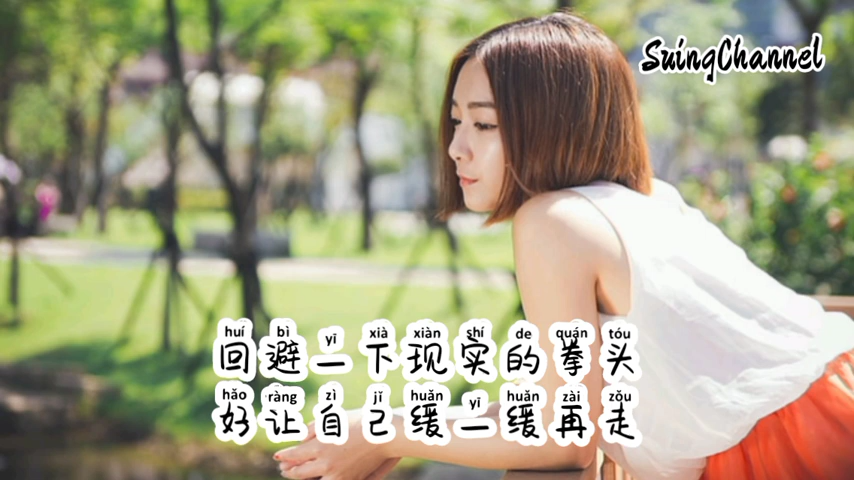 SuingChannel
huí bì yī xià xiàn shí de quán tóu
回避一下现实的拳头
hǎo ràng zì jǐ huǎn yī huǎn zài zǒu
好让自己缓一缓再走